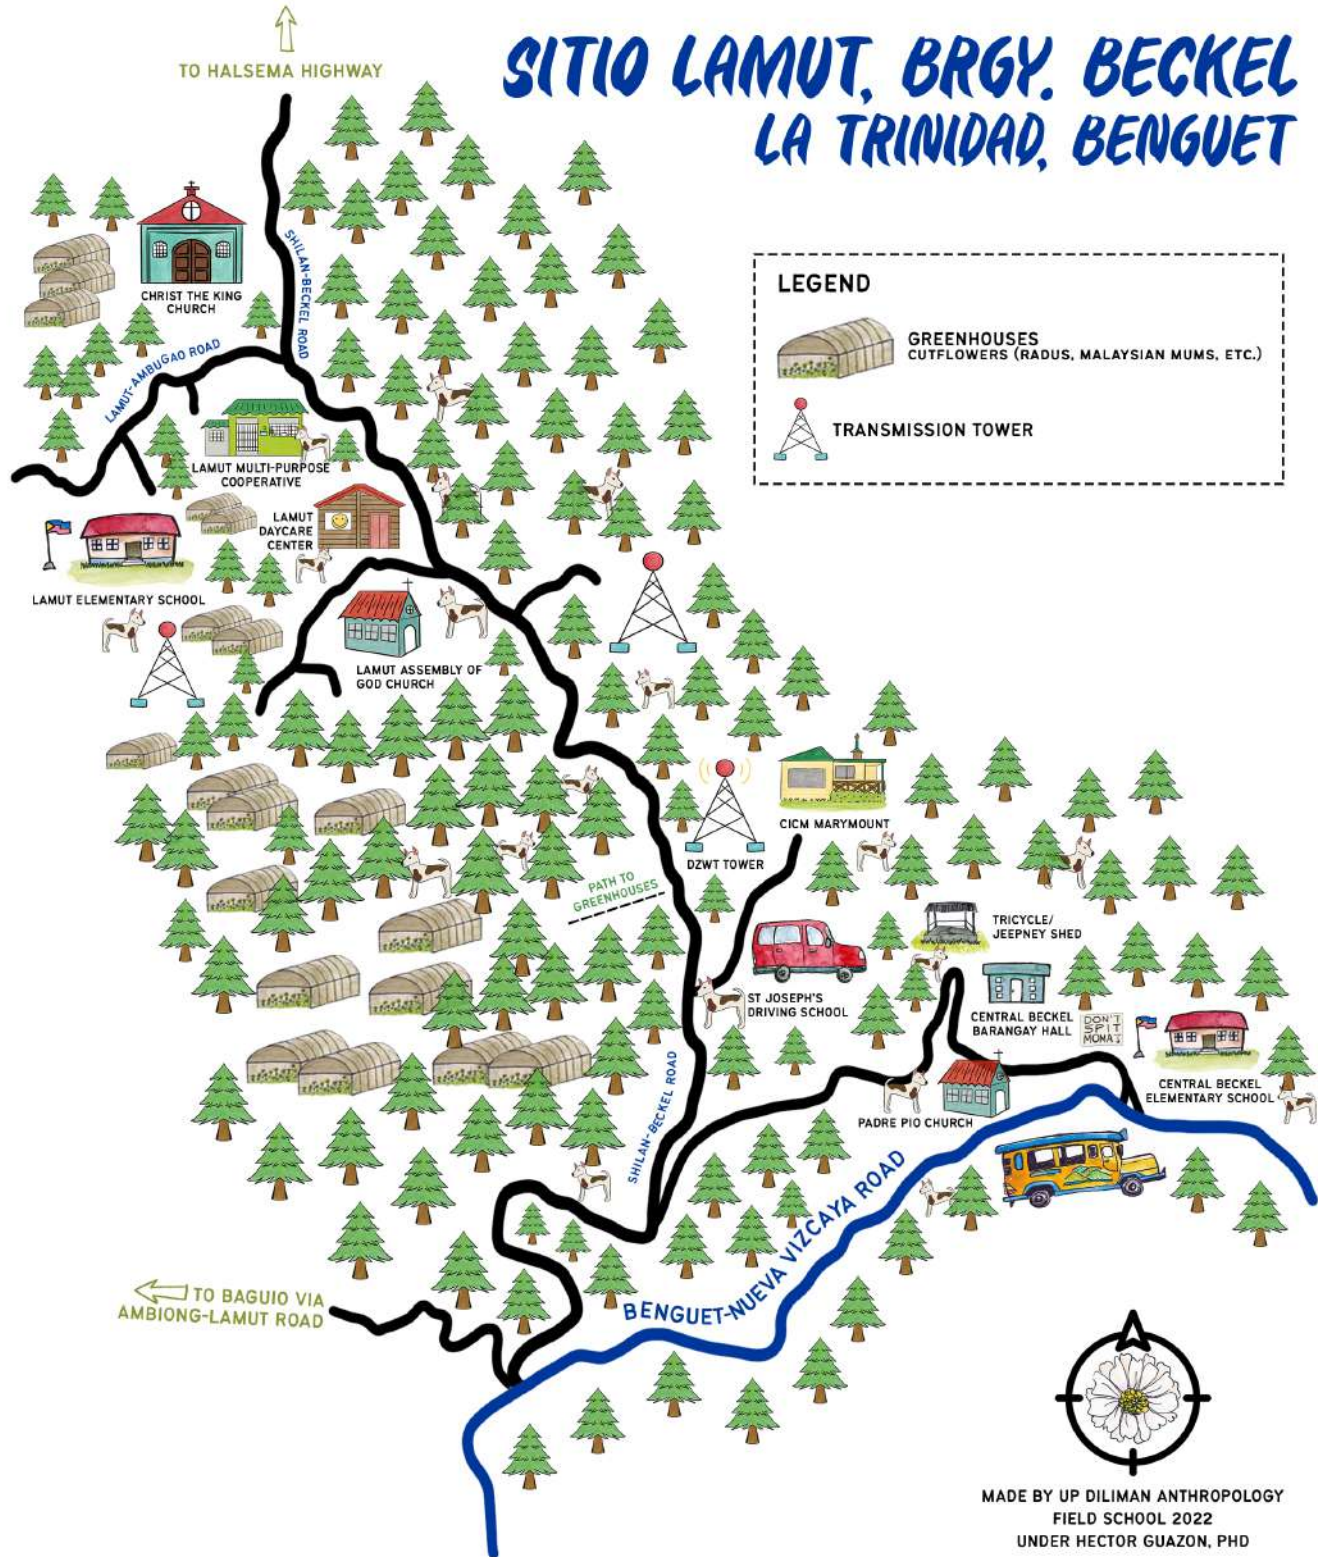 SITIO LAMUT, BRGY. BECKEL
LA TRINIDAD, BENGUET
TO HALSEMA HIGHWAY
LEGEND
GREENHOUSES
CUTFLOWERS (RADUS, MALAYSIAN MUMS, ETC.)
TRANSMISSION TOWER
SHILAN-BECKEL ROAD
CHRIST THE KING
CHURCH
LAMUT-AMBUGAO ROAD
LAMUT MULTI-PURPOSE
COOPERATIVE
LAMUT
DAYCARE
CENTER
LAMUT ELEMENTARY SCHOOL
LAMUT ASSEMBLY OF
GOD CHURCH
CICM MARYMOUNT
DZWT TOWER
PATH TO
GREENHOUSES
TRICYCLE/
JEEPNEY SHED
ST JOSEPH'S
DRIVING SCHOOL
CENTRAL BECKEL
BARANGAY HALL
DON'T
SPIT
MOMA!
SHILAN-BECKEL ROAD
CENTRAL BECKEL
ELEMENTARY SCHOOL
PADRE PIO CHURCH
BENGUET-NUEVA VIZCAYA ROAD
TO BAGUIO VIA
AMBIONG-LAMUT ROAD
MADE BY UP DILIMAN ANTHROPOLOGY
FIELD SCHOOL 2022
UNDER HECTOR GUAZON, PHD